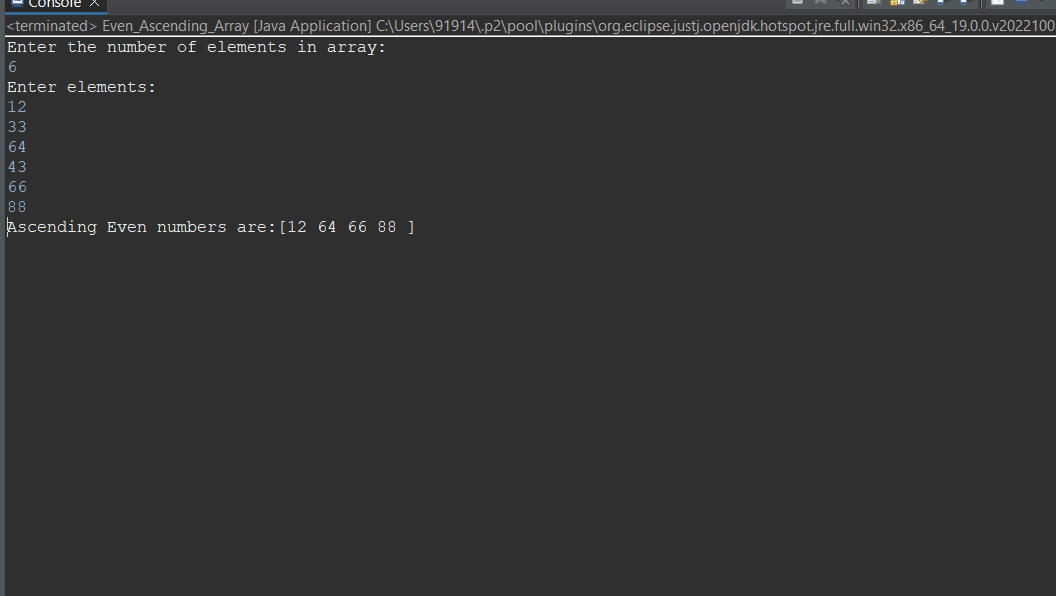 Console
<terminated> Even_Ascending_Array [Java Application] C:\Users\91914\.p2\pool\plugins\org.eclipse.justj.openjdk.hotspot.jre.full.win32.x86_64_19.0.0.v2022100
Enter the number of elements in array:
6
Enter elements:
12
33
64
43
66
88
Ascending Even numbers are:[12 64 66 88 ]